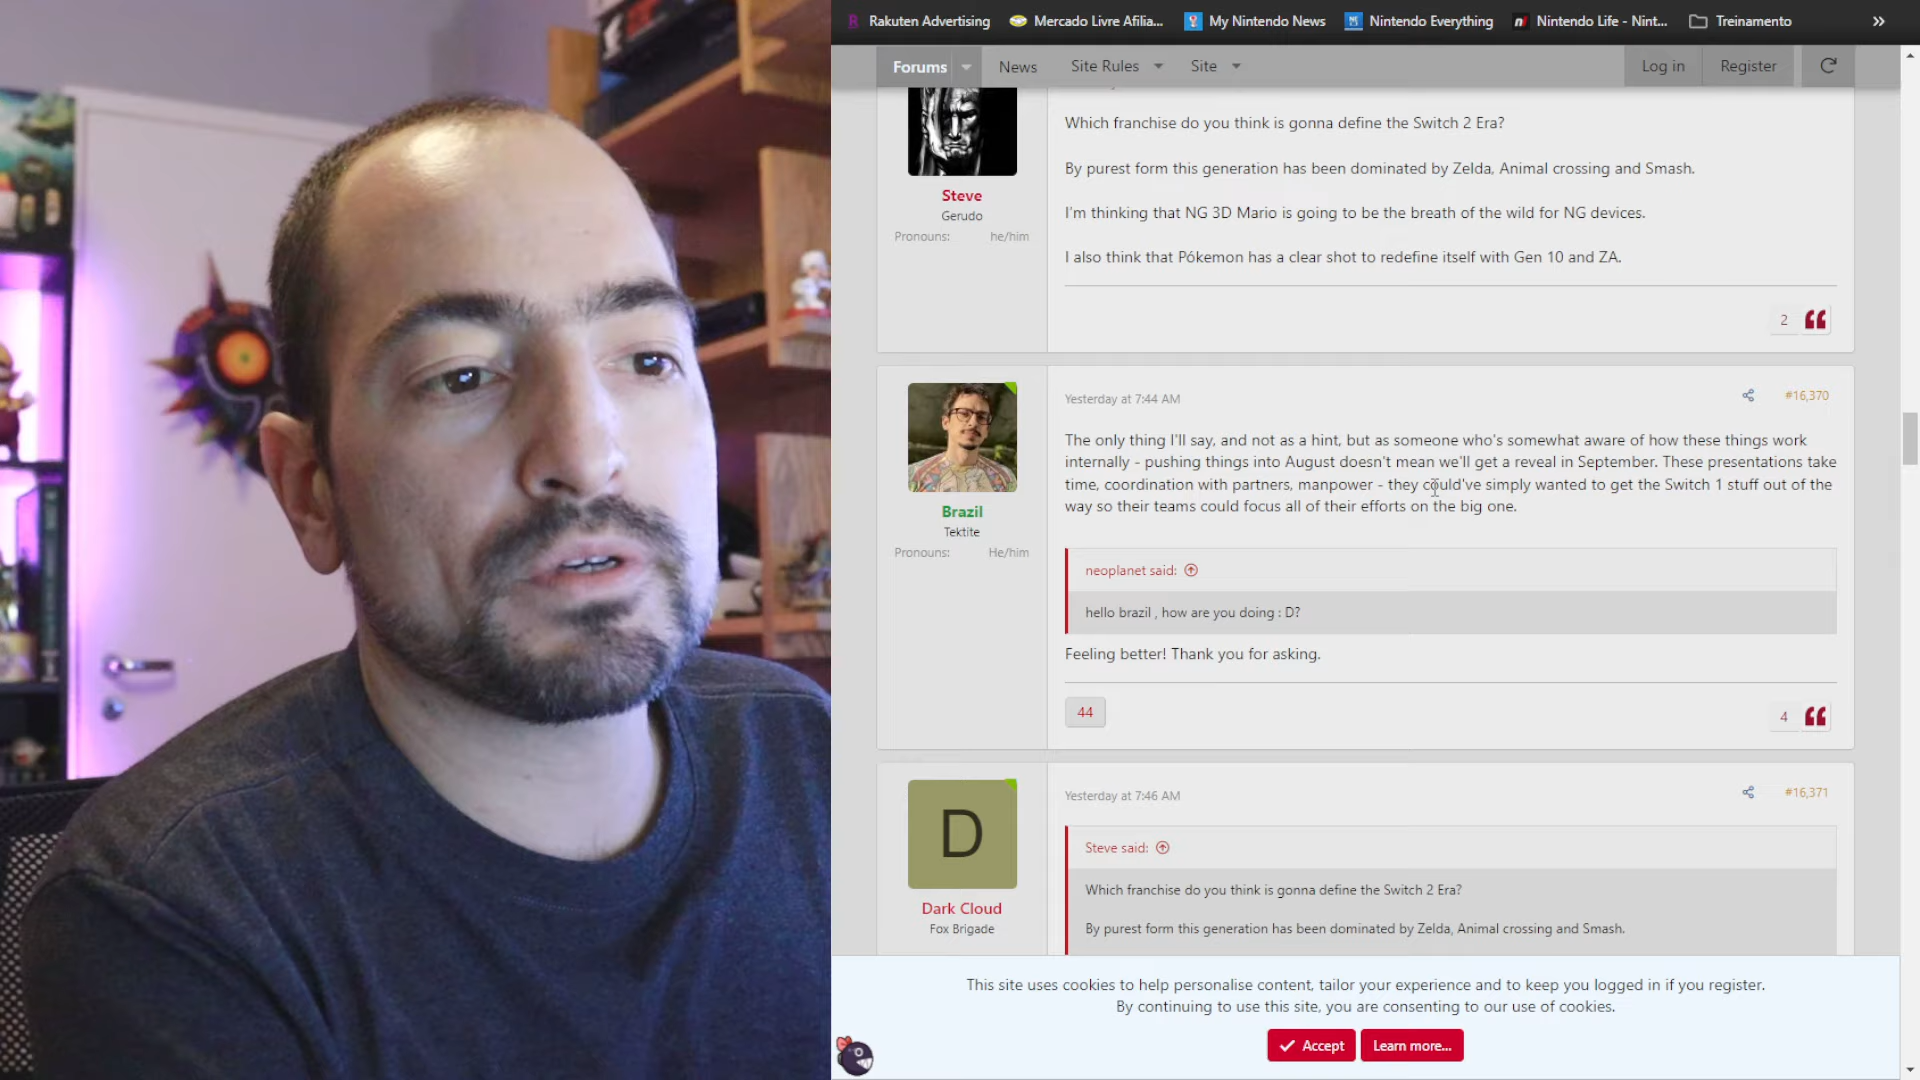 Rakuten Advertising
Mercado Livre Afilia...
My Nintendo News
Nintendo Everything
Nintendo Life - Nint...
Treinamento
Forums
News
Site Rules
Site
Log in
Register
Steve
Gerudo
Pronouns: he/him
Which franchise do you think is gonna define the Switch 2 Era?
By purest form this generation has been dominated by Zelda, Animal crossing and Smash.
I'm thinking that NG 3D Mario is going to be the breath of the wild for NG devices.
I also think that Pókemon has a clear shot to redefine itself with Gen 10 and ZA.
2
Brazil
Tektite
Pronouns: He/him
Yesterday at 7:44 AM
#16,370
The only thing I'll say, and not as a hint, but as someone who's somewhat aware of how these things work
internally - pushing things into August doesn't mean we'll get a reveal in September. These presentations take
time, coordination with partners, manpower - they could've simply wanted to get the Switch 1 stuff out of the
way so their teams could focus all of their efforts on the big one.
neoplanet said:
hello brazil , how are you doing : D?
Feeling better! Thank you for asking.
44
4
D
Dark Cloud
Fox Brigade
Yesterday at 7:46 AM
#16,371
Steve said:
Which franchise do you think is gonna define the Switch 2 Era?
By purest form this generation has been dominated by Zelda, Animal crossing and Smash.
This site uses cookies to help personalise content, tailor your experience and to keep you logged in if you register.
By continuing to use this site, you are consenting to our use of cookies.
Accept
Learn more...